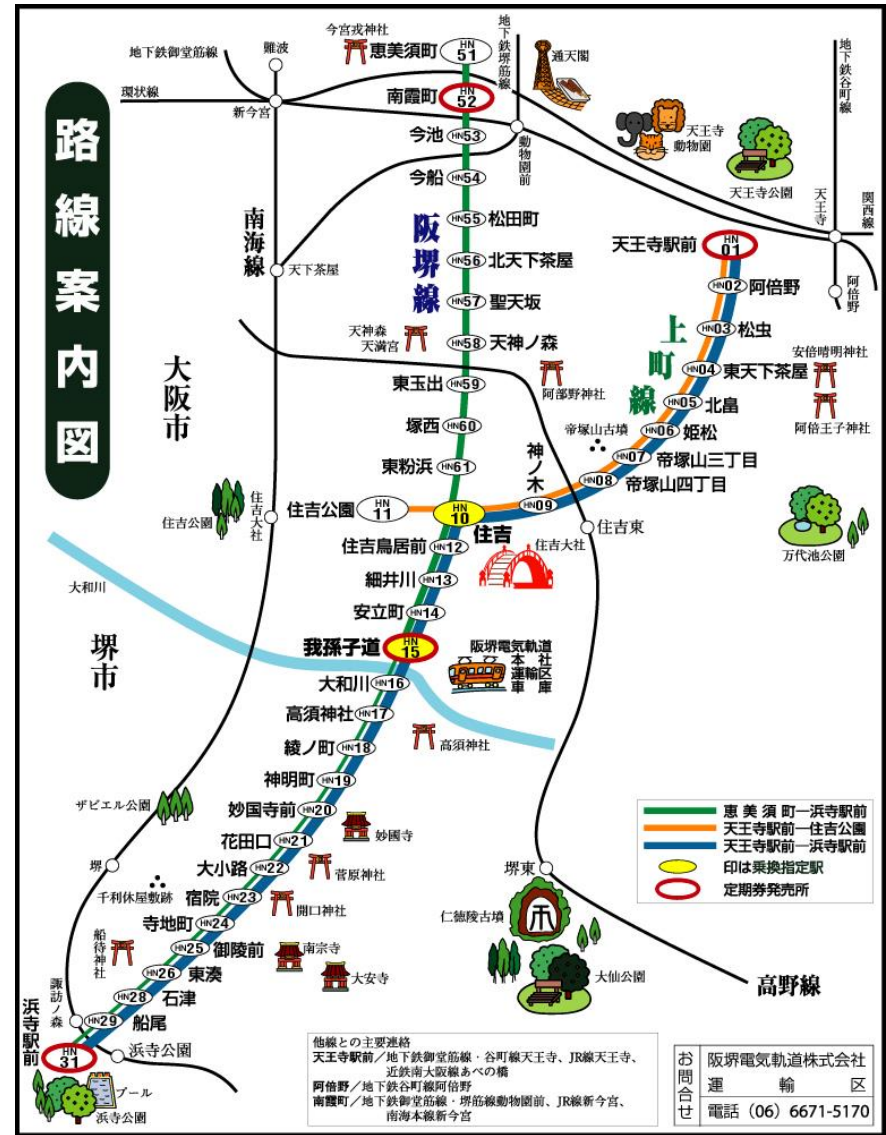 路線案内図
今宮戎神社
恵美須町
HN
51
地下鉄御堂筋線
難波
地下鉄堺筋線
通天閣
地下鉄谷町線
環状線
新今宮
南霞町
HN
52
今池
HN53
動物園前
天王寺
動物園
天王寺公園
天王寺
関西線
今船
HN54
南海線
阪堺線
HN55
松田町
天王寺駅前
HN
01
天下茶屋
HN56
北天下茶屋
HN02
阿倍野
阿倍野
HN57
聖天坂
上町線
HN03
松虫
天神森
天満宮
HN58
天神ノ森
HN04
東天下茶屋
安倍晴明神社
大阪市
東玉出
HN59
阿部野神社
HN05
北畠
阿倍王子神社
塚西
HN60
帝塚山古墳
HN06
姫松
東粉浜
HN61
神ノ木
HN07
帝塚山三丁目
HN08
帝塚山四丁目
住吉公園
住吉大社
住吉公園
HN
11
HN
10
住吉
HN09
住吉東
万代池公園
住吉鳥居前
HN12
住吉大社
細井川
HN13
大和川
安立町
HN14
堺市
我孫子道
HN
15
阪堺電気軌道
本社
運輸区
車庫
大和川
HN16
高須神社
HN17
高須神社
綾ノ町
HN18
神明町
HN19
ザビエル公園
妙国寺前
HN20
妙國寺
恵美須町―浜寺駅前
天王寺駅前―住吉公園
天王寺駅前―浜寺駅前
印は乗換指定駅
定期券発売所
花田口
HN21
堺
大小路
HN22
菅原神社
堺東
千利休屋敷跡
宿院
HN23
開口神社
仁徳陵古墳
寺地町
HN24
船待神社
HN25
御陵前
南宗寺
大仙公園
HN26
東湊
大安寺
高野線
諏訪ノ森
HN28
石津
HN29
船尾
浜寺駅前
HN
31
浜寺公園
プール
浜寺公園
他線との主要連絡
天王寺駅前/地下鉄御堂筋線・谷町線天王寺、JR線天王寺、
近鉄南大阪線あべの橋
阿倍野/地下鉄谷町線阿倍野
南霞町/地下鉄御堂筋線・堺筋線動物園前、JR線新今宮、
南海本線新今宮
お問合せ
阪堺電気軌道株式会社
運輸区
電話(06)6671-5170